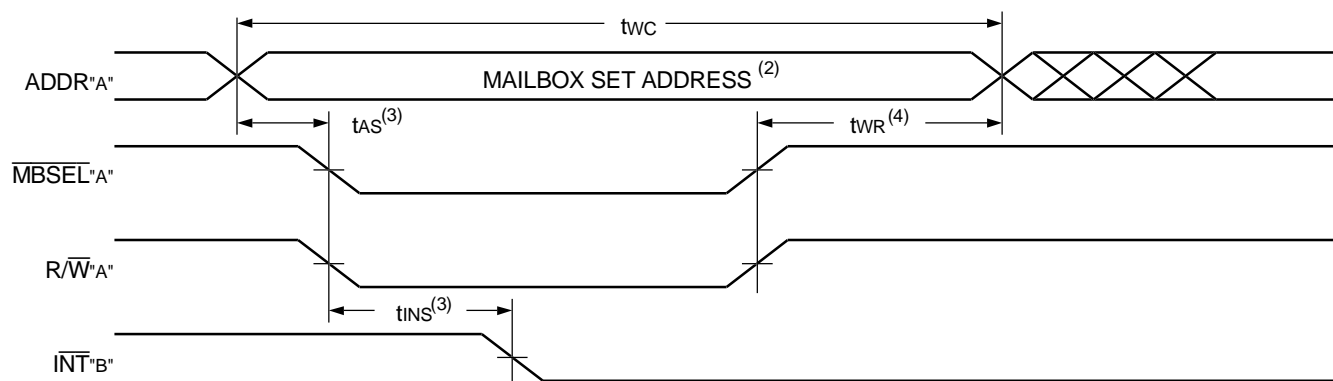 tWC
ADDR"A"
MAILBOX SET ADDRESS (2)
tAS(3)
tWR(4)
MBSEL"A"
R/W"A"
tINS(3)
INT"B"